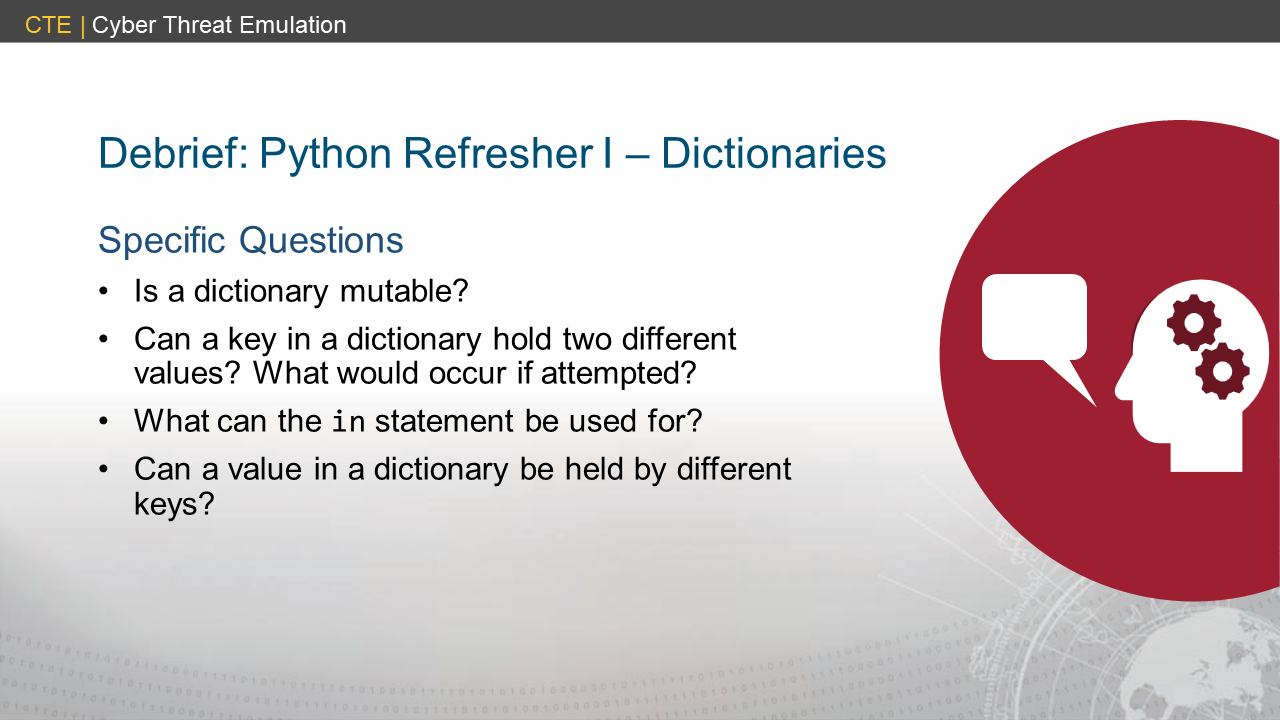 CTE | Cyber Threat Emulation
Debrief: Python Refresher I – Dictionaries
Specific Questions
• Is a dictionary mutable?
• Can a key in a dictionary hold two different
values? What would occur if attempted?
• What can the in statement be used for?
• Can a value in a dictionary be held by different
keys?